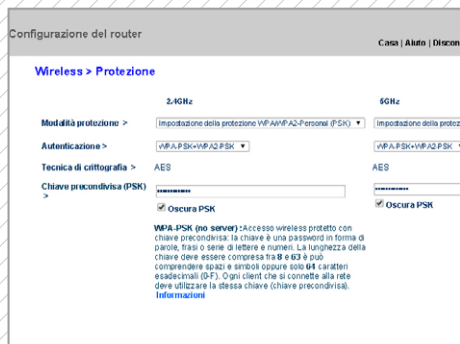 Configurazione del router
Casa | Aiuto | Discon
Wireless > Protezione
2,4GHz 5GHz
Modalità protezione > Impostazione della protezione WPA/WPA2-Personal (PSK) Impostazione della protez
Autenticazione > WPA-PSK+WPA2-PSK WPA-PSK+WPA2-PSK
Tecnica di crittografia > AES AES
Chiave precondivisa (PSK)
>
Oscura PSK Oscura PSK
WPA-PSK (no server) :Accesso wireless protetto con
chiave precondivisa: la chiave è una password in forma di
parole, frasi o serie di lettere e numeri. La lunghezza della
chiave deve essere compresa fra 8 e 63 è può
comprendere spazi e simboli oppure solo 64 caratteri
esadecimali (0-F). Ogni client che si connette alla rete
deve utilizzare la stessa chiave (chiave precondivisa).
Informazioni